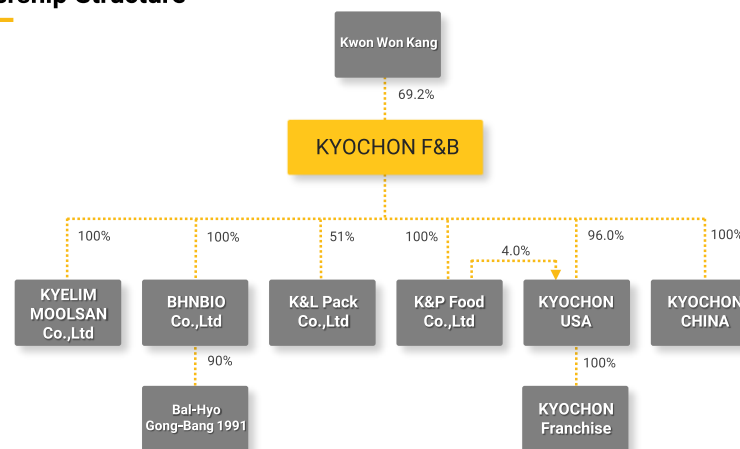 Kwon Won Kang
69.2%
KYOCHON F&B
100%
100%
51%
100%
4.0%
96.0%
100%
KYELIM
MOOLSAN
Co.,Ltd
BHNBIO
Co.,Ltd
K&L Pack
Co.,Ltd
K&P Food
Co.,Ltd
KYOCHON
USA
KYOCHON
CHINA
90%
100%
Bal-Hyo
Gong-Bang 1991
KYOCHON
Franchise